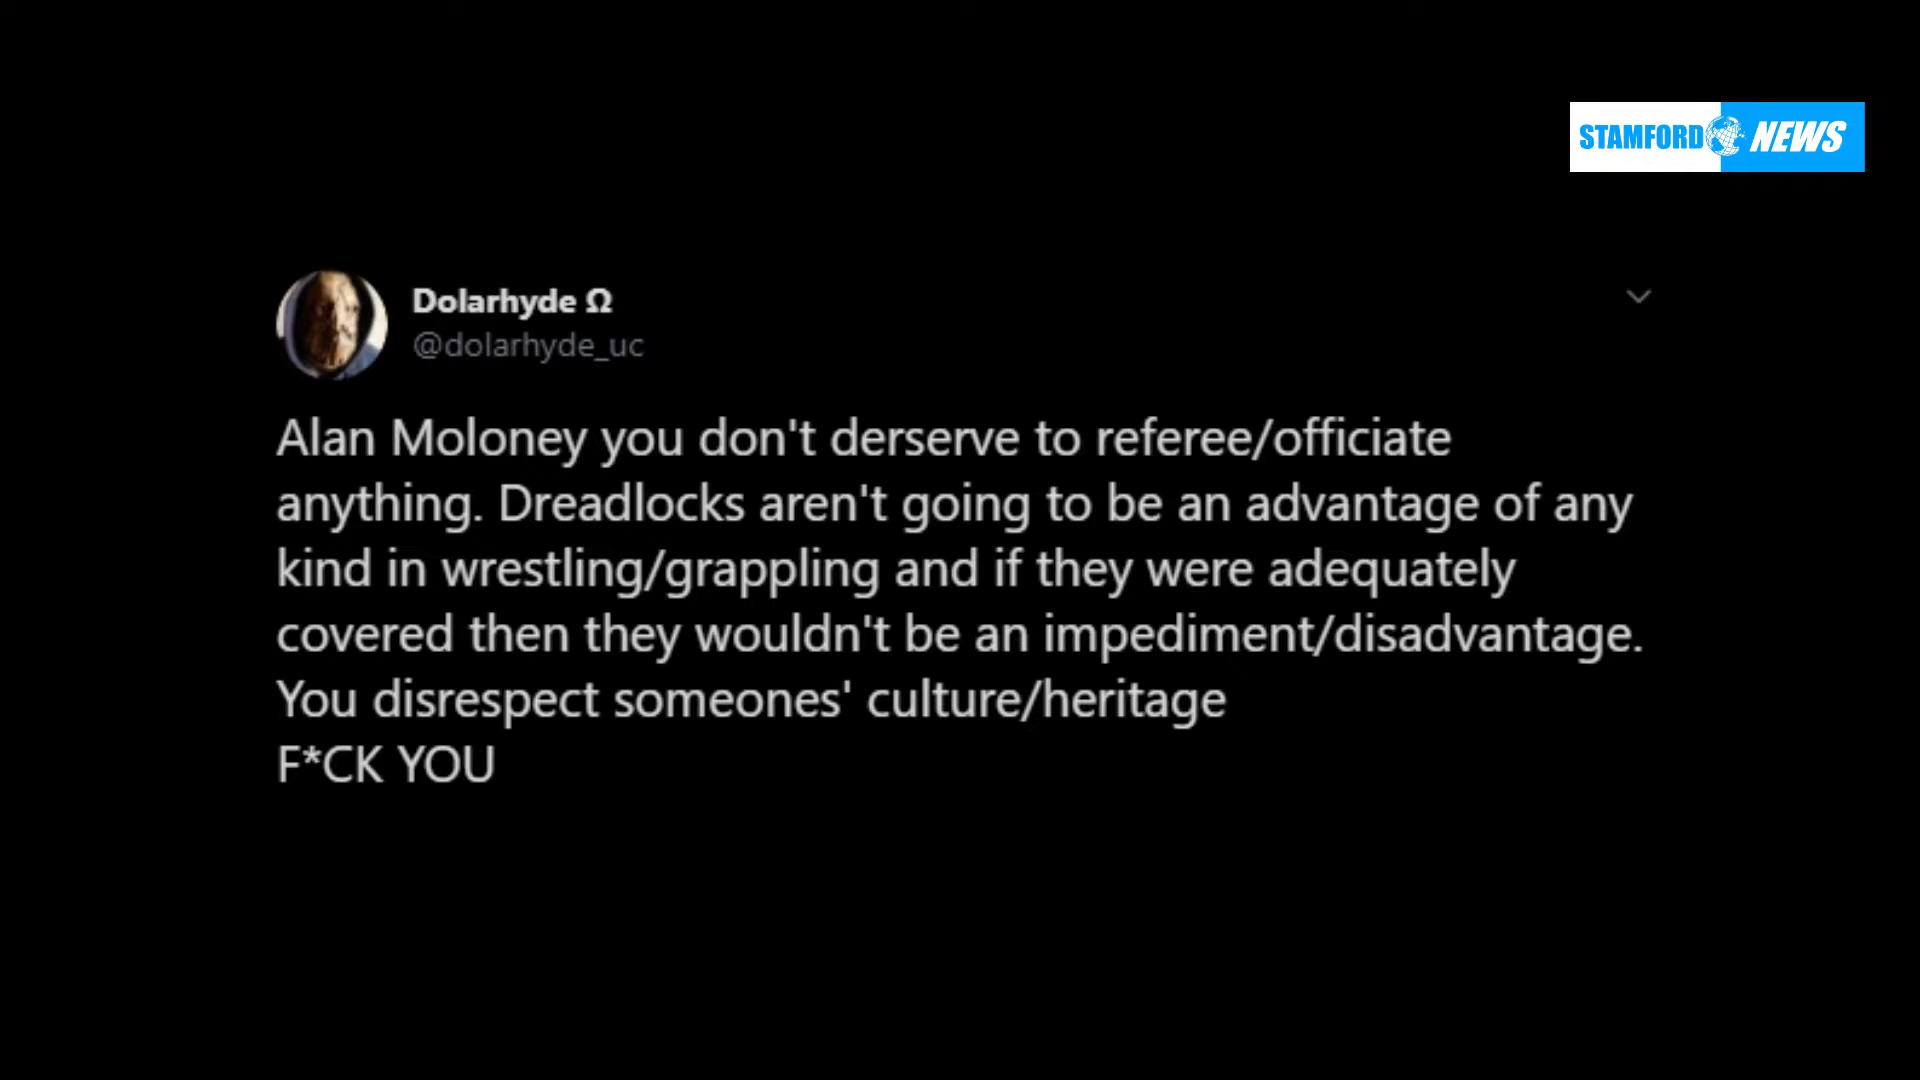 STAMFORD NEWS
Dolarhyde Ω
@dolarhyde_uc
Alan Moloney you don't derserve to referee/officiate
anything. Dreadlocks aren't going to be an advantage of any
kind in wrestling/grappling and if they were adequately
covered then they wouldn't be an impediment/disadvantage.
You disrespect someones' culture/heritage
F*CK YOU